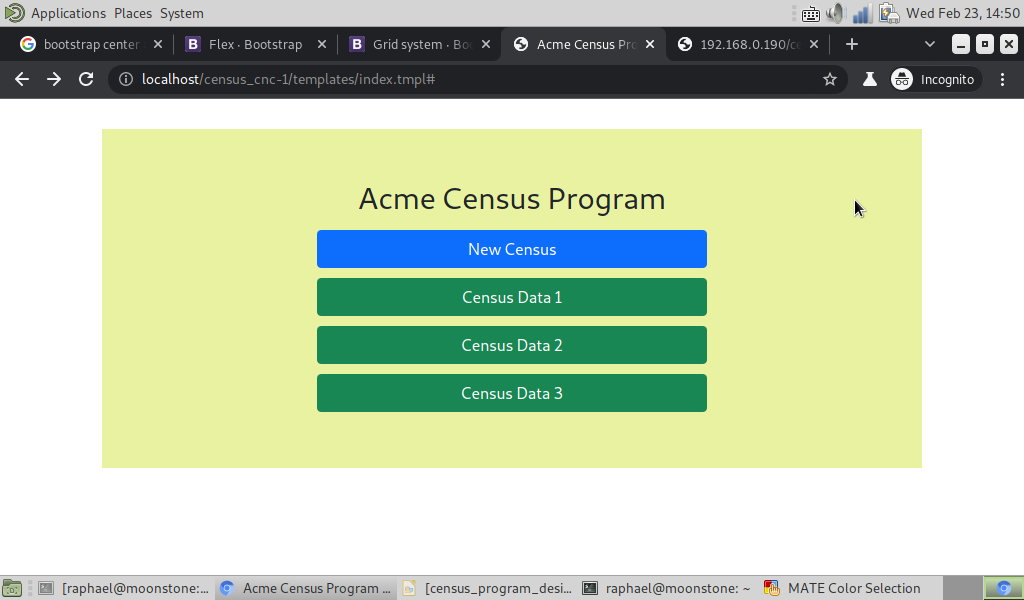 Applications Places System Wed Feb 23, 14:50
bootstrap center Flex · Bootstrap Grid system · Bo Acme Census Pro 192.168.0.190/ce
localhost/census_cnc-1/templates/index.tmpl# Incognito
Acme Census Program
New Census
Census Data 1
Census Data 2
Census Data 3
[raphael@moonstone:... Acme Census Program ... [census_program_desi... raphael@moonstone: ~ MATE Color Selection